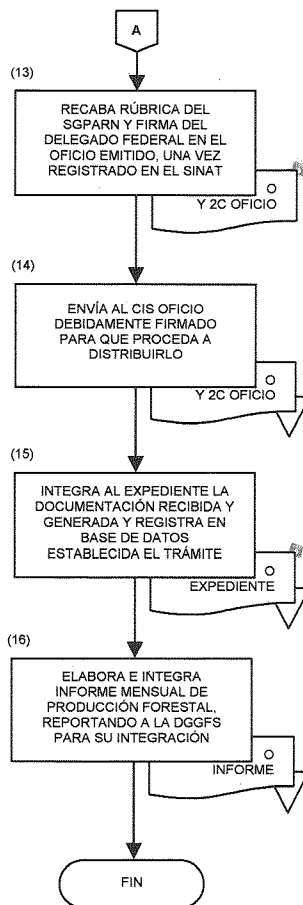 A
(13)
RECABA RÚBRICA DEL
SGPARN Y FIRMA DEL
DELEGADO FEDERAL EN EL
OFICIO EMITIDO, UNA VEZ
REGISTRADO EN EL SINAT
O
Y 2C OFICIO
(14)
ENVÍA AL CIS OFICIO
DEBIDAMENTE FIRMADO
PARA QUE PROCEDA A
DISTRIBUIRLO
O
Y 2C OFICIO
(15)
INTEGRA AL EXPEDIENTE LA
DOCUMENTACIÓN RECIBIDA Y
GENERADA Y REGISTRA EN
BASE DE DATOS
ESTABLECIDA EL TRÁMITE
O
EXPEDIENTE
(16)
ELABORA E INTEGRA
INFORME MENSUAL DE
PRODUCCIÓN FORESTAL,
REPORTANDO A LA DGGFS
PARA SU INTEGRACIÓN
O
INFORME
FIN